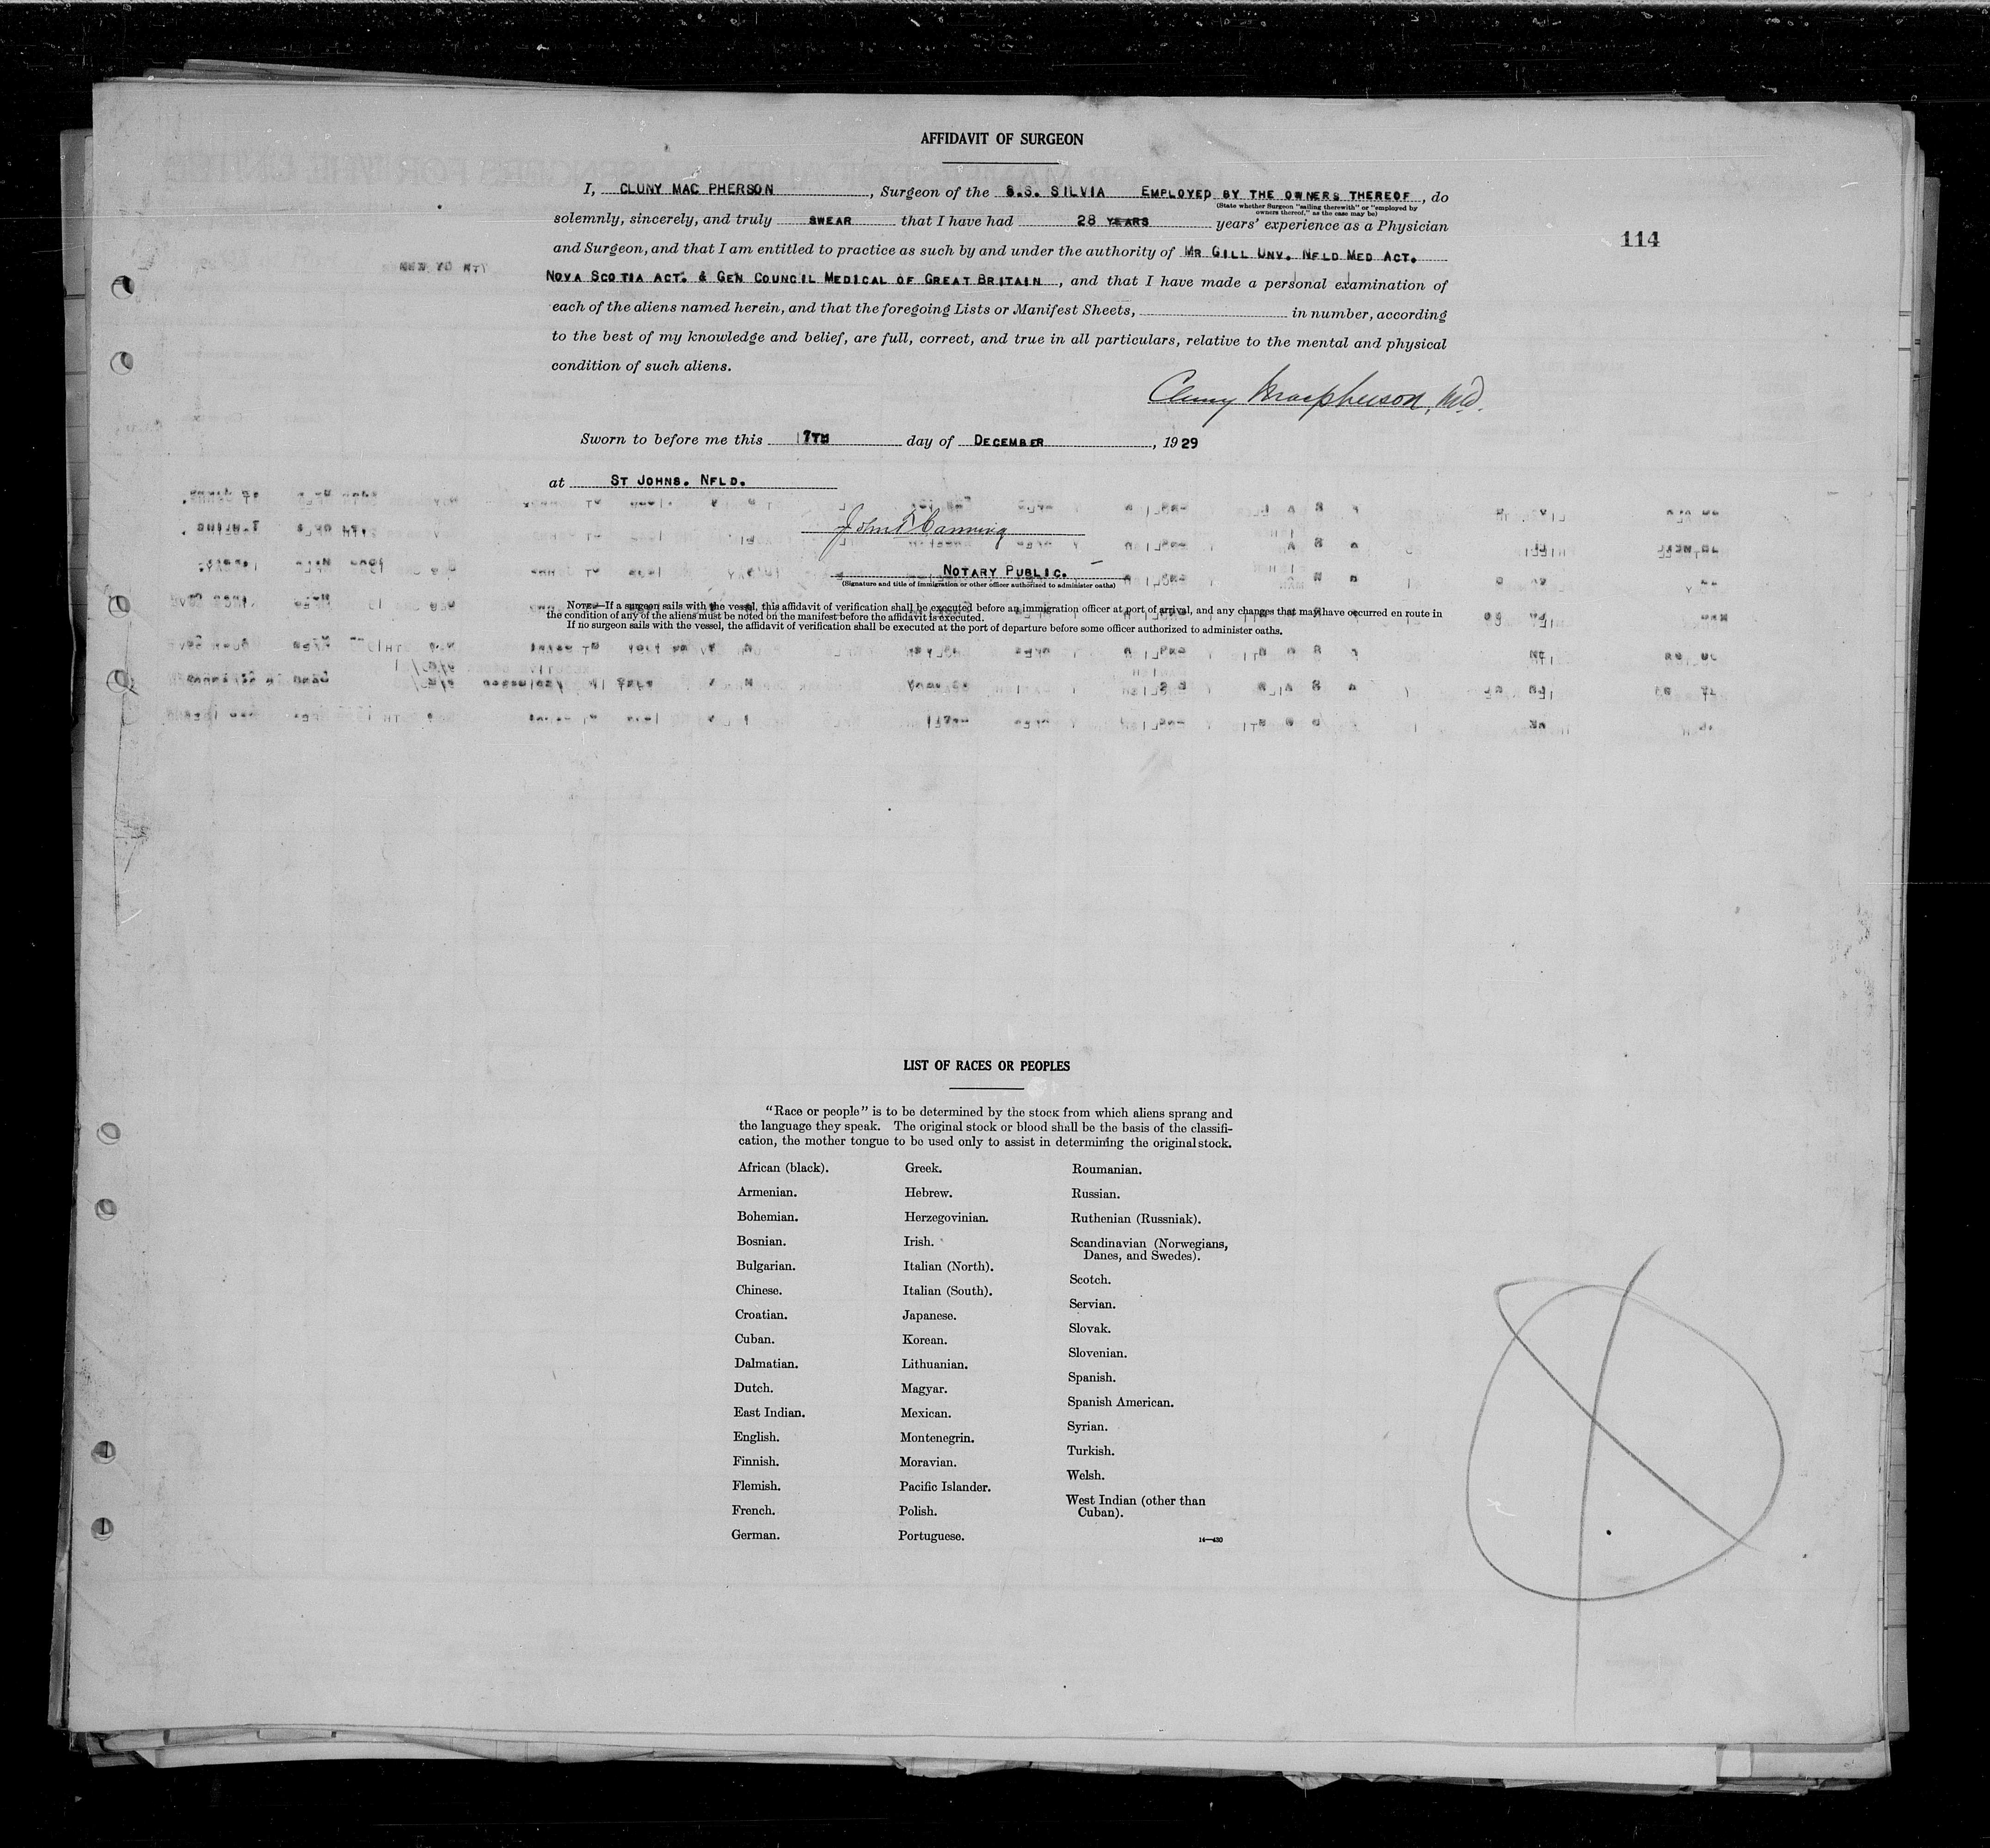 AFFIDAVIT OF SURGEON
I, CLUNY MAC PHERSON, Surgeon of the S.S. SILVIA EMPLOYED BY THE OWNERS THEREOF, do
(State whether Surgeon "sailing therewith" or "employed by
owners thereof," as the case may be)
solemnly, sincerely, and truly SWEAR that I have had 28 YEARS years' experience as a Physician
114
and Surgeon, and that I am entitled to practice as such by and under the authority of MR GILL UNV. NFLD MED ACT.
NOVA SCOTIA ACT. & GEN COUNCIL MEDICAL OF GREAT BRITAIN, and that I have made a personal examination of
each of the aliens named herein, and that the foregoing Lists or Manifest Sheets, in number, according
to the best of my knowledge and belief, are full, correct, and true in all particulars, relative to the mental and physical
condition of such aliens.
Cluny Macpherson, M.D.
Sworn to before me this 17TH day of DECEMBER, 1929
at ST JOHNS. NFLD.
John Canning
NOTARY PUBLIC.
(Signature and title of immigration or other officer authorized to administer oaths)
NOTE.—If a surgeon sails with the vessel, this affidavit of verification shall be executed before an immigration officer at port of arrival, and any changes that may have occurred en route in
the condition of any of the aliens must be noted on the manifest before the affidavit is executed.
If no surgeon sails with the vessel, the affidavit of verification shall be executed at the port of departure before some officer authorized to administer oaths.
LIST OF RACES OR PEOPLES
"Race or people" is to be determined by the stock from which aliens sprang and
the language they speak. The original stock or blood shall be the basis of the classifi-
cation, the mother tongue to be used only to assist in determining the original stock.
African (black).
Armenian.
Bohemian.
Bosnian.
Bulgarian.
Chinese.
Croatian.
Cuban.
Dalmatian.
Dutch.
East Indian.
English.
Finnish.
Flemish.
French.
German.
Greek.
Hebrew.
Herzegovinian.
Irish.
Italian (North).
Italian (South).
Japanese.
Korean.
Lithuanian.
Magyar.
Mexican.
Montenegrin.
Moravian.
Pacific Islander.
Polish.
Portuguese.
Roumanian.
Russian.
Ruthenian (Russniak).
Scandinavian (Norwegians,
Danes, and Swedes).
Scotch.
Servian.
Slovak.
Slovenian.
Spanish.
Spanish American.
Syrian.
Turkish.
Welsh.
West Indian (other than
Cuban).
14—430